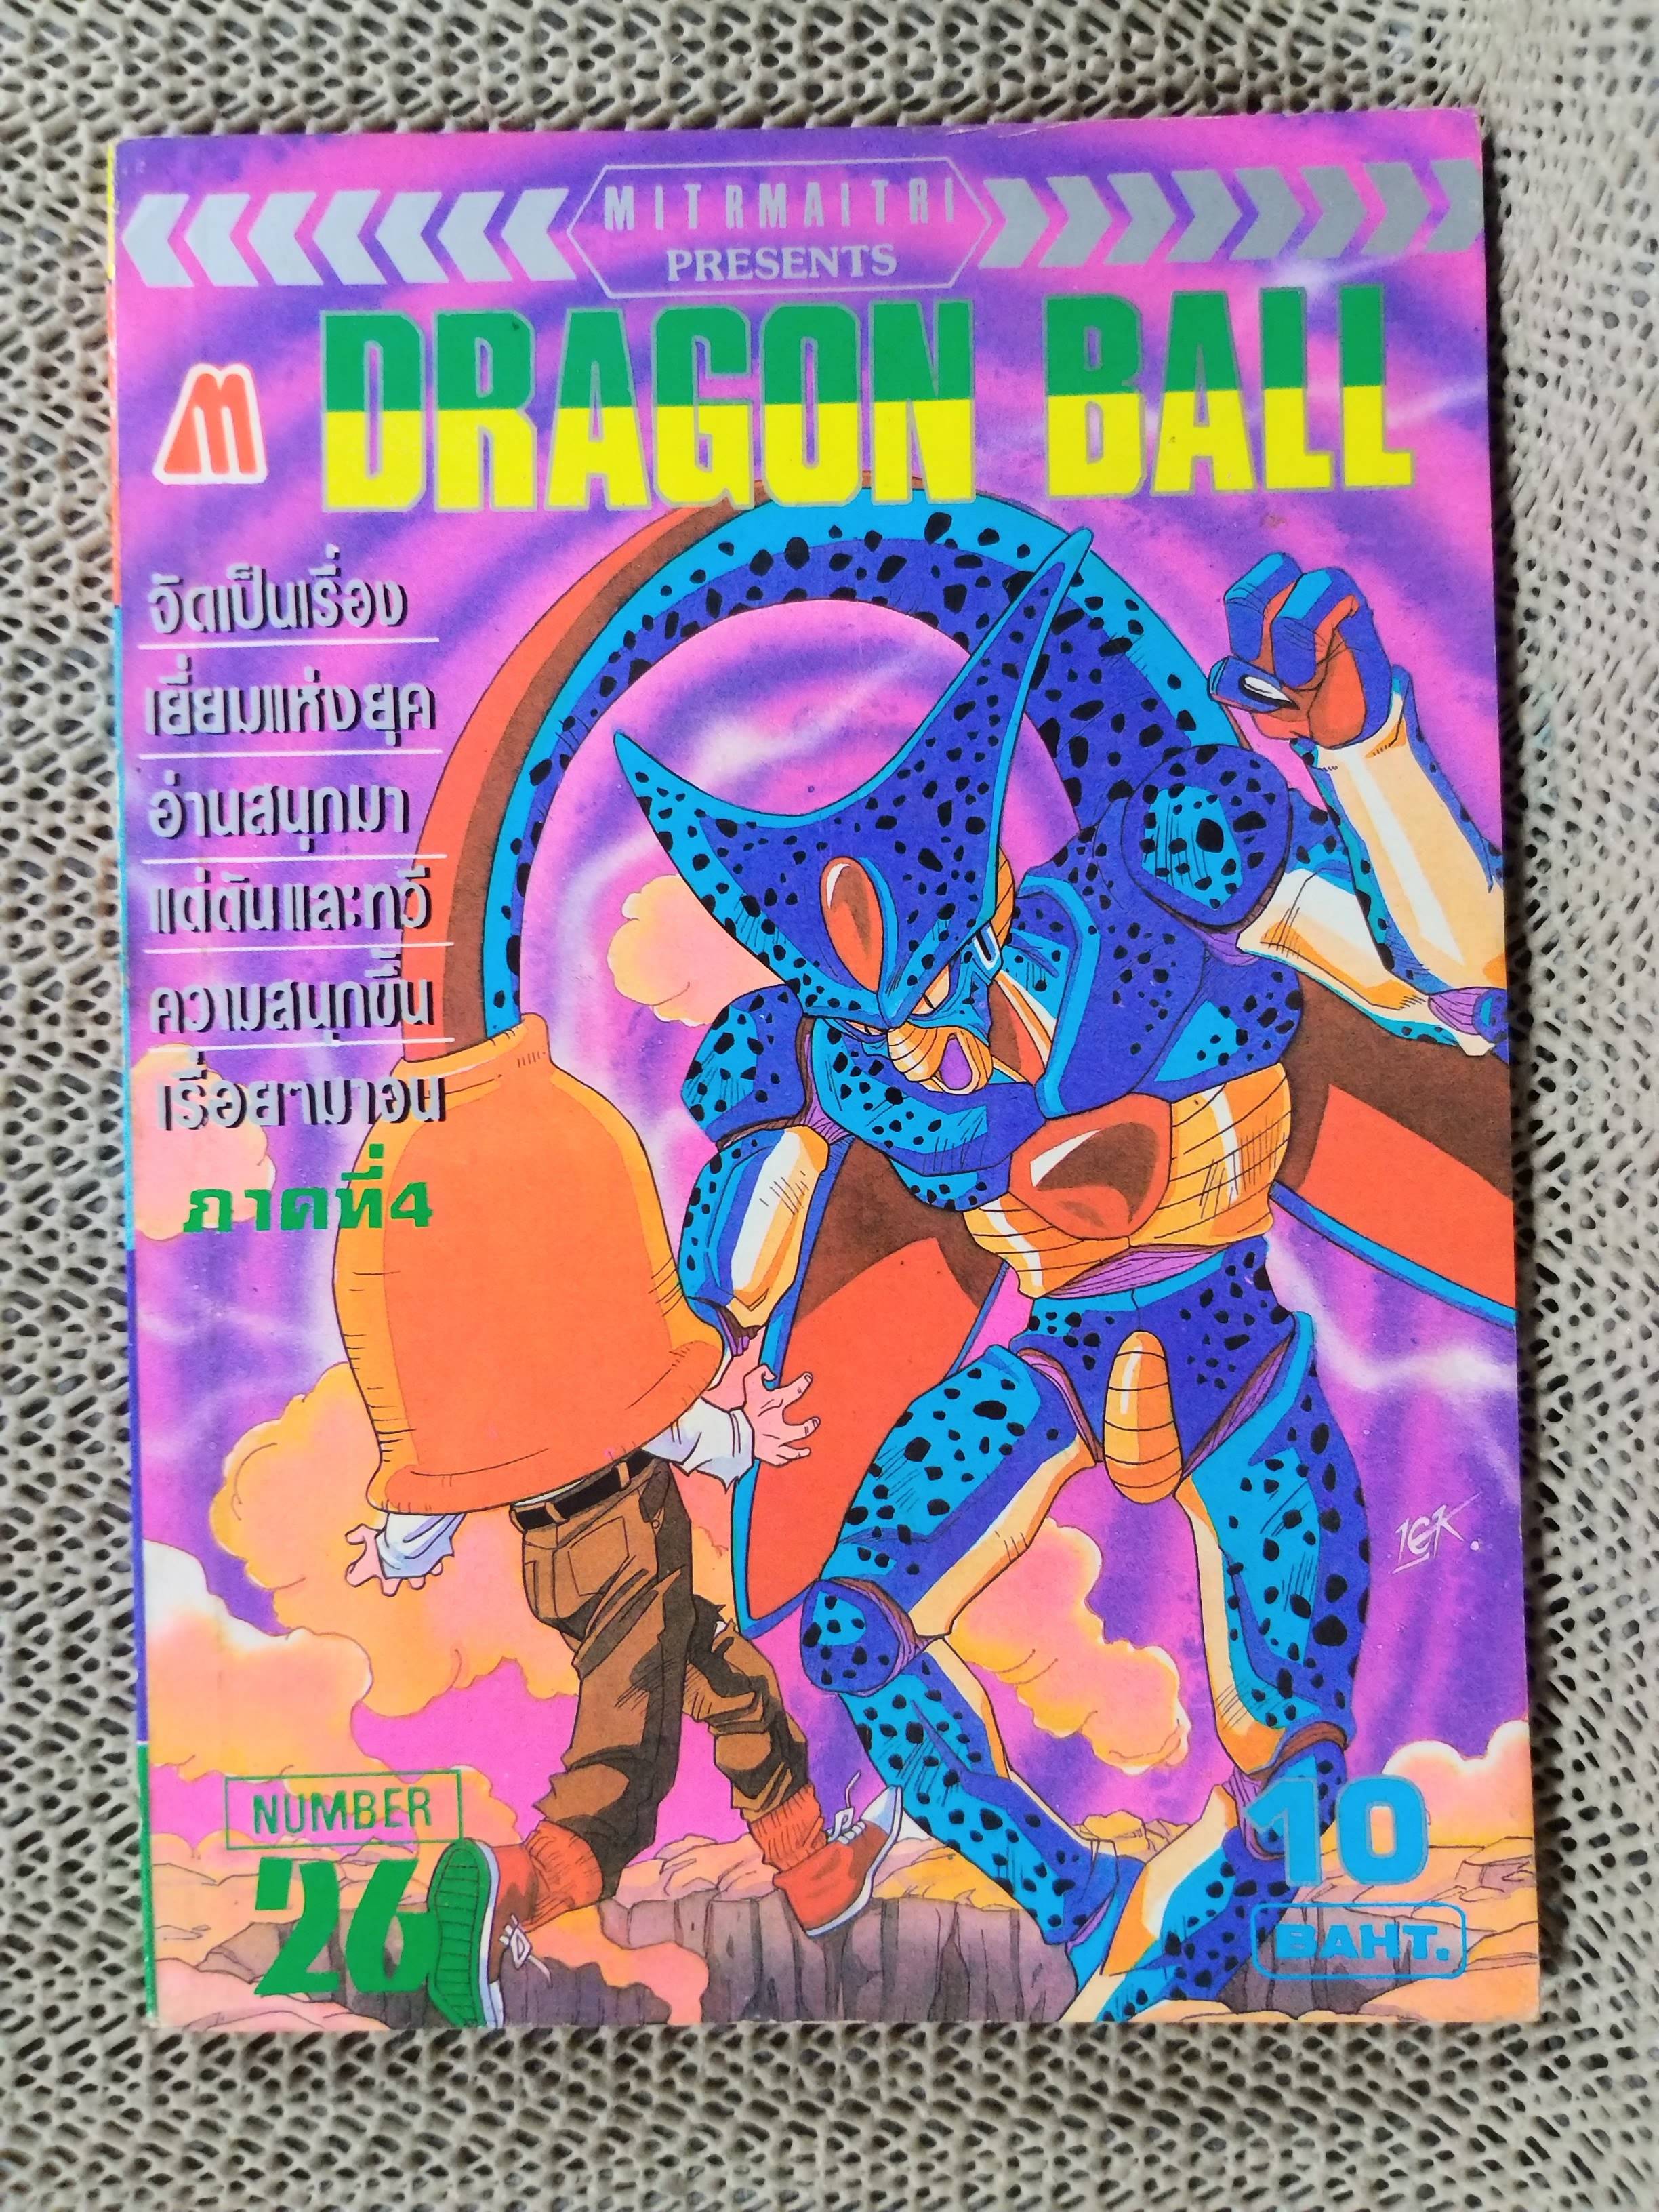 MITRMAITRI
PRESENTS
DRAGON BALL
จัดเป็นเรื่อง
เยี่ยมแห่งยุค
อ่านสนุกมา
แต่ต้นและทวี
ความสนุกขึ้น
เรื่อยๆมาจน
ภาคที่4
LEK.
NUMBER
26
10
BAHT.